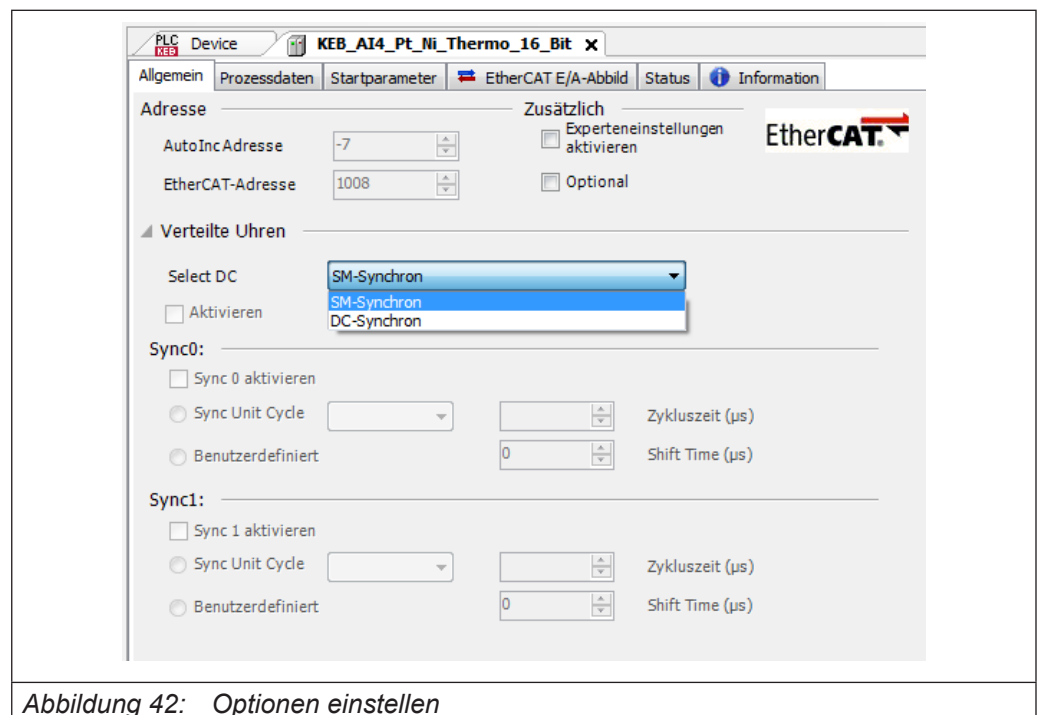 PLC KEB Device KEB_AI4_Pt_Ni_Thermo_16_Bit x
Allgemein Prozessdaten Startparameter EtherCAT E/A-Abbild Status i Information
Adresse Zusätzlich
AutoInc Adresse -7 Experteneinstellungen aktivieren EtherCAT.
EtherCAT-Adresse 1008 Optional
Verteilte Uhren
Select DC SM-Synchron
SM-Synchron
Aktivieren DC-Synchron
Sync0:
Sync 0 aktivieren
Sync Unit Cycle Zykluszeit (µs)
Benutzerdefiniert 0 Shift Time (µs)
Sync1:
Sync 1 aktivieren
Sync Unit Cycle Zykluszeit (µs)
Benutzerdefiniert 0 Shift Time (µs)
Abbildung 42: Optionen einstellen